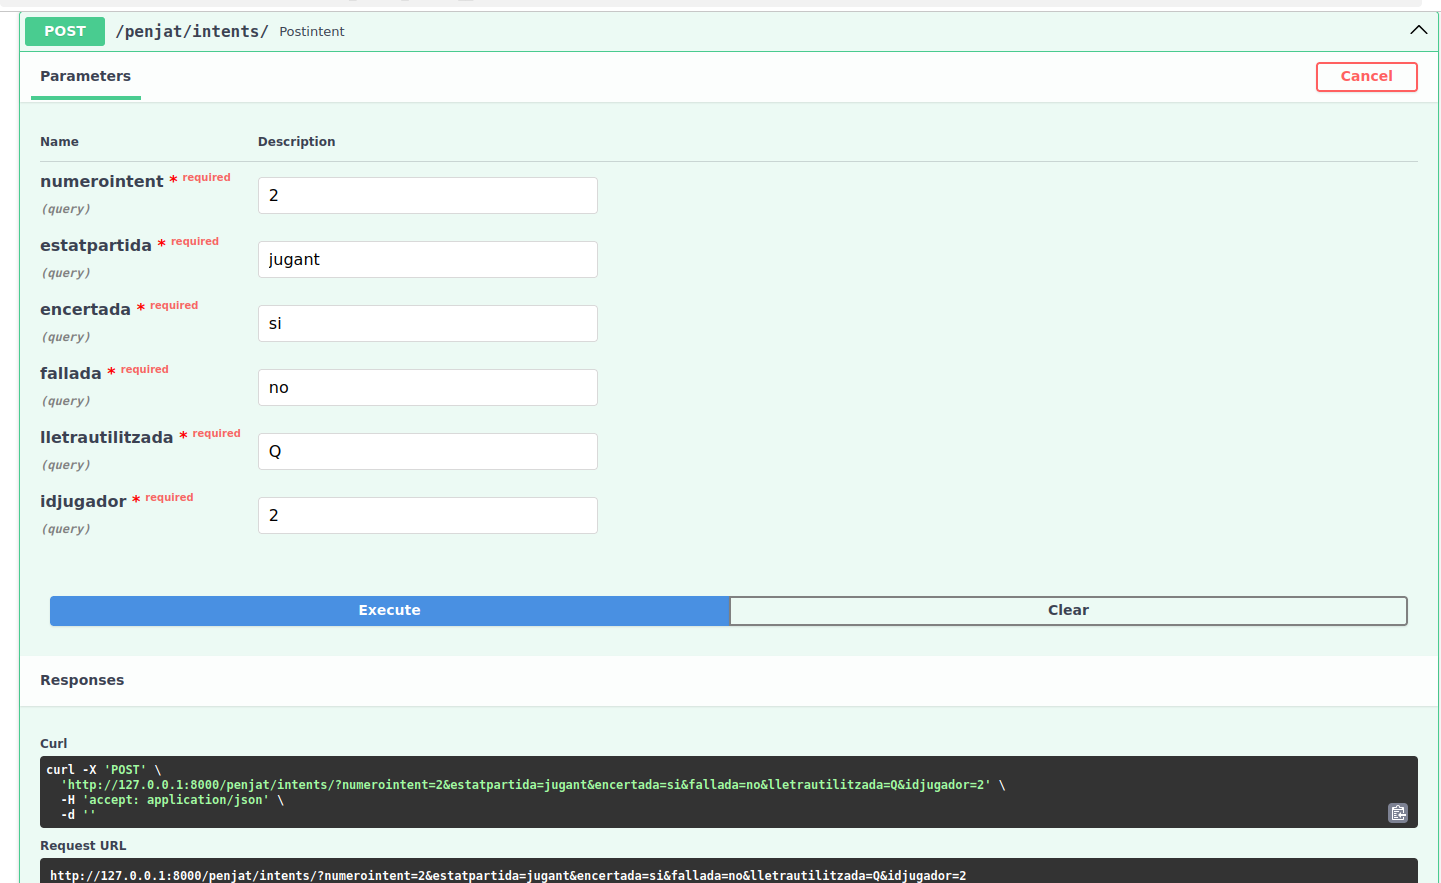 POST /penjat/intents/ Postintent
Parameters
Cancel
Name Description
numerointent * required
(query)
2
estatpartida * required
(query)
jugant
encertada * required
(query)
si
fallada * required
(query)
no
lletrautilitzada * required
(query)
Q
idjugador * required
(query)
2
Execute
Clear
Responses
Curl
curl -X 'POST' \
'http://127.0.0.1:8000/penjat/intents/?numerointent=2&estatpartida=jugant&encertada=si&fallada=no&lletrautilitzada=Q&idjugador=2' \
-H 'accept: application/json' \
-d ''
Request URL
http://127.0.0.1:8000/penjat/intents/?numerointent=2&estatpartida=jugant&encertada=si&fallada=no&lletrautilitzada=Q&idjugador=2